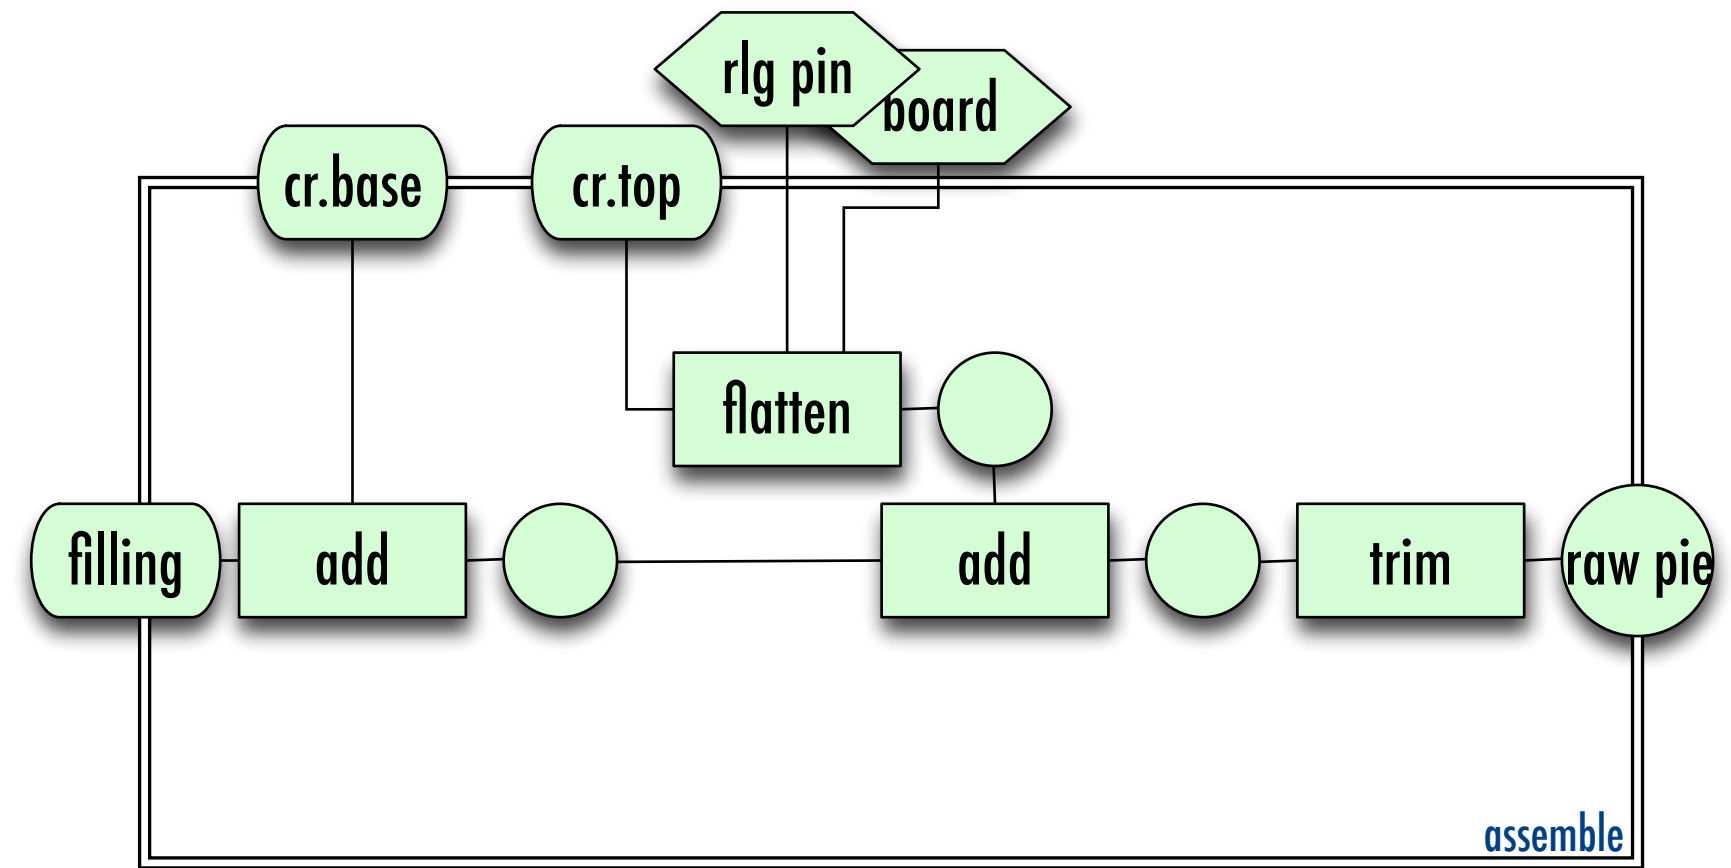 rlg pin
board
cr.base
cr.top
flatten
filling
add
add
trim
raw pie
assemble